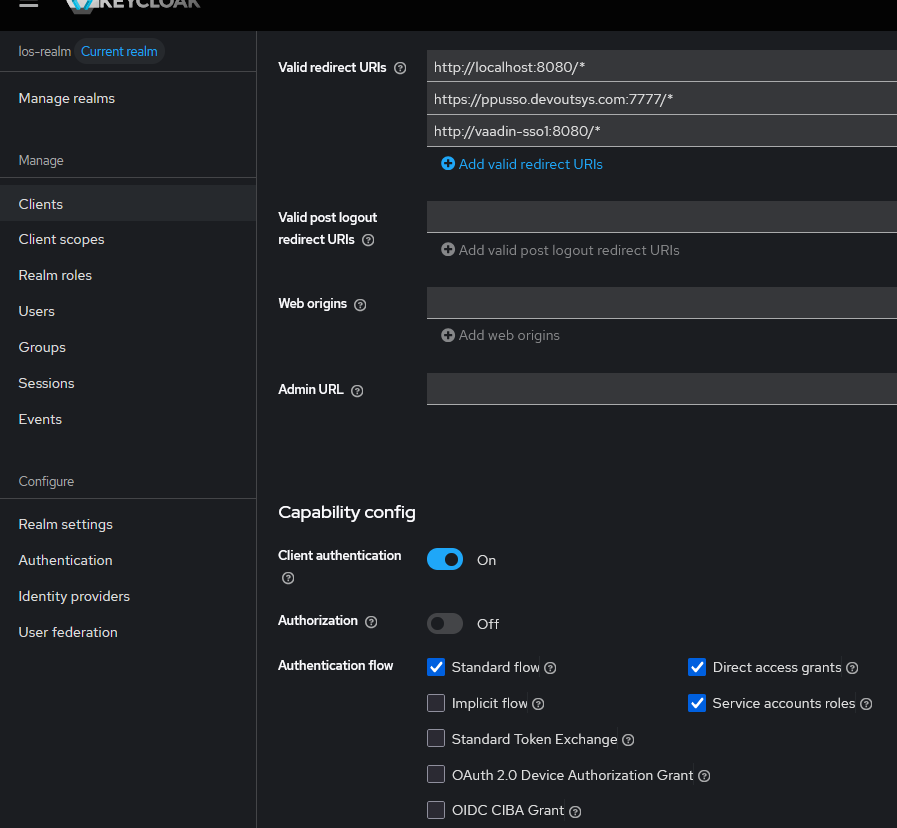 KEYCLOAK
los-realm Current realm
Manage realms
Manage
Clients
Client scopes
Realm roles
Users
Groups
Sessions
Events
Configure
Realm settings
Authentication
Identity providers
User federation
Valid redirect URIs
http://localhost:8080/*
https://ppusso.devoutsys.com:7777/*
http://vaadin-sso1:8080/*
Add valid redirect URIs
Valid post logout
redirect URIs
Add valid post logout redirect URIs
Web origins
Add web origins
Admin URL
Capability config
Client authentication
On
Authorization
Off
Authentication flow
Standard flow
Direct access grants
Implicit flow
Service accounts roles
Standard Token Exchange
OAuth 2.0 Device Authorization Grant
OIDC CIBA Grant